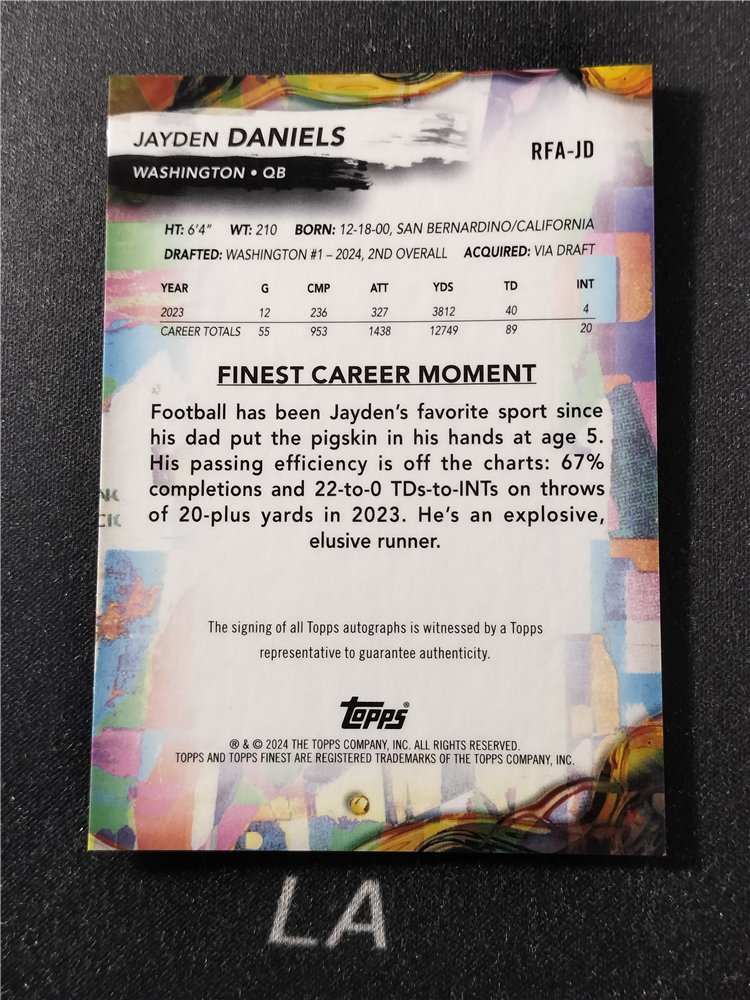 JAYDEN DANIELS
RFA-JD
WASHINGTON • QB
HT: 6'4" WT: 210 BORN: 12-18-00, SAN BERNARDINO/CALIFORNIA
DRAFTED: WASHINGTON #1 – 2024, 2ND OVERALL ACQUIRED: VIA DRAFT
YEAR G CMP ATT YDS TD INT
2023 12 236 327 3812 40 4
CAREER TOTALS 55 953 1438 12749 89 20
FINEST CAREER MOMENT
Football has been Jayden's favorite sport since
his dad put the pigskin in his hands at age 5.
His passing efficiency is off the charts: 67%
completions and 22-to-0 TDs-to-INTs on throws
of 20-plus yards in 2023. He's an explosive,
elusive runner.
The signing of all Topps autographs is witnessed by a Topps
representative to guarantee authenticity.
Topps®
® & © 2024 THE TOPPS COMPANY, INC. ALL RIGHTS RESERVED.
TOPPS AND TOPPS FINEST ARE REGISTERED TRADEMARKS OF THE TOPPS COMPANY, INC.
LA